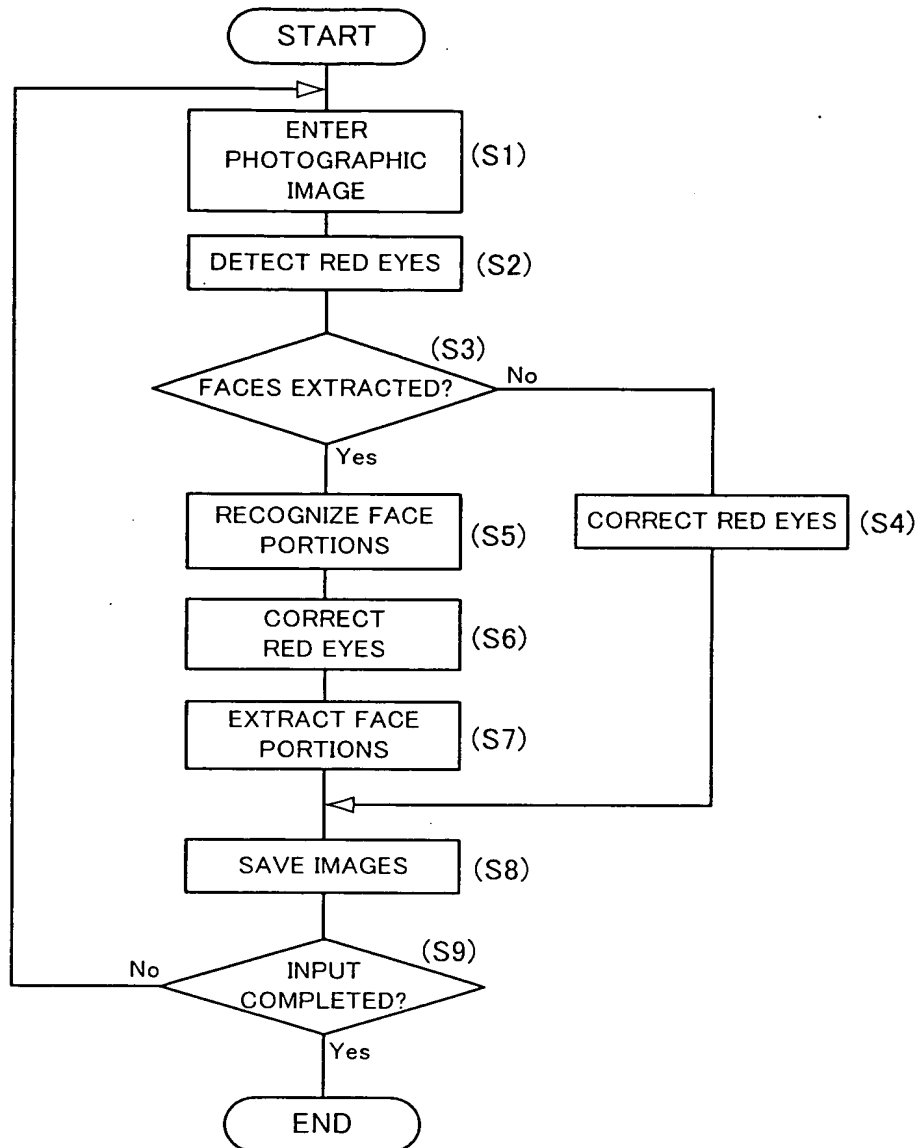 START
ENTER
PHOTOGRAPHIC
IMAGE
(S1)
DETECT RED EYES
(S2)
(S3)
FACES EXTRACTED?
No
Yes
RECOGNIZE FACE
PORTIONS
(S5)
CORRECT RED EYES
(S4)
CORRECT
RED EYES
(S6)
EXTRACT FACE
PORTIONS
(S7)
SAVE IMAGES
(S8)
(S9)
No
INPUT
COMPLETED?
Yes
END